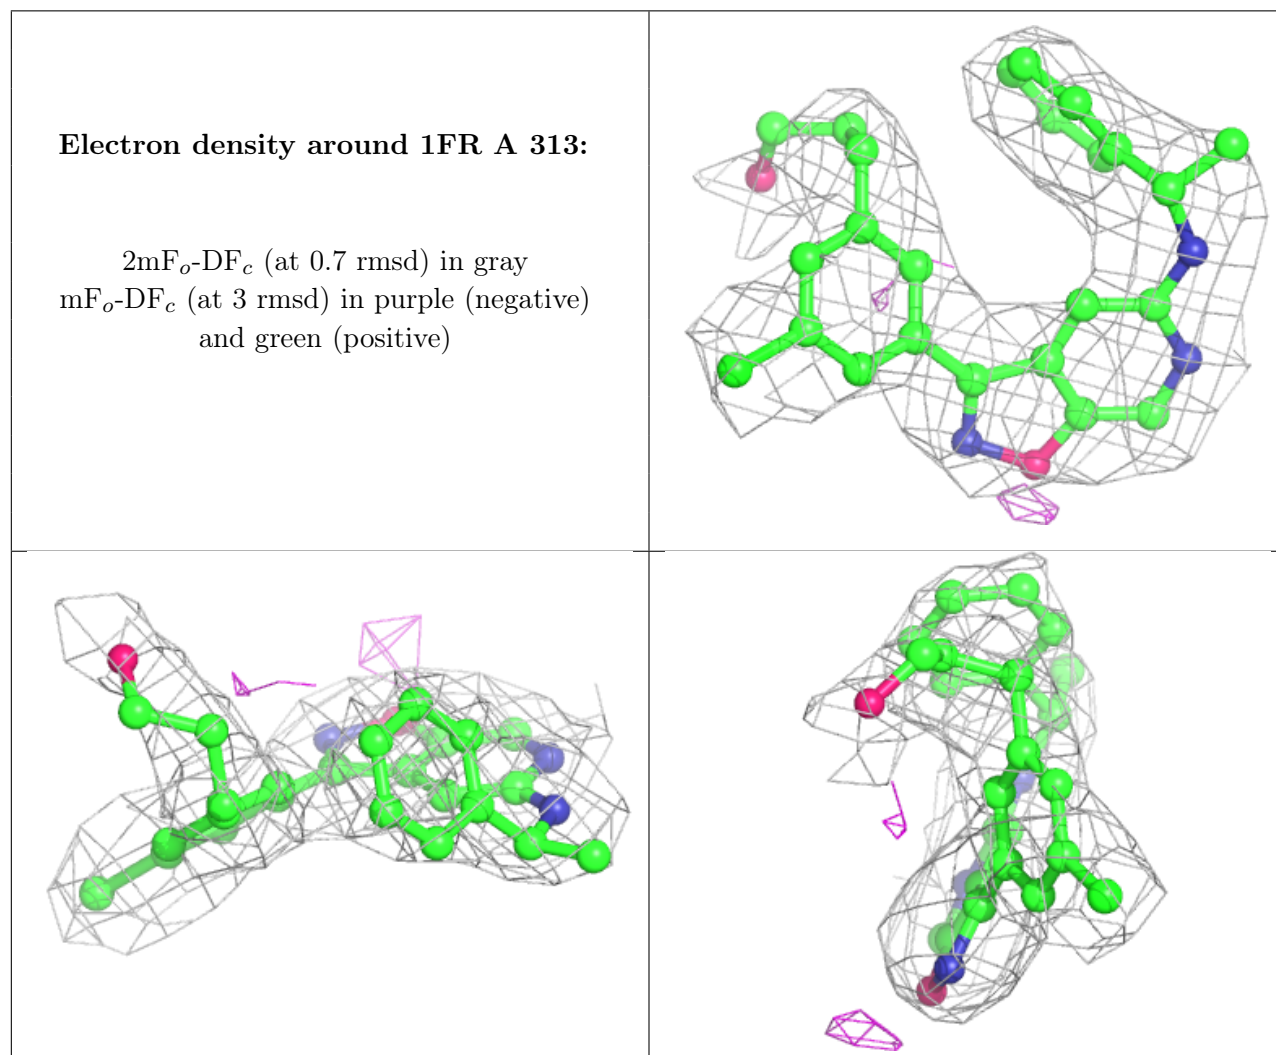 Electron density around 1FR A 313:
2mFo-DFc (at 0.7 rmsd) in gray
mFo-DFc (at 3 rmsd) in purple (negative)
and green (positive)